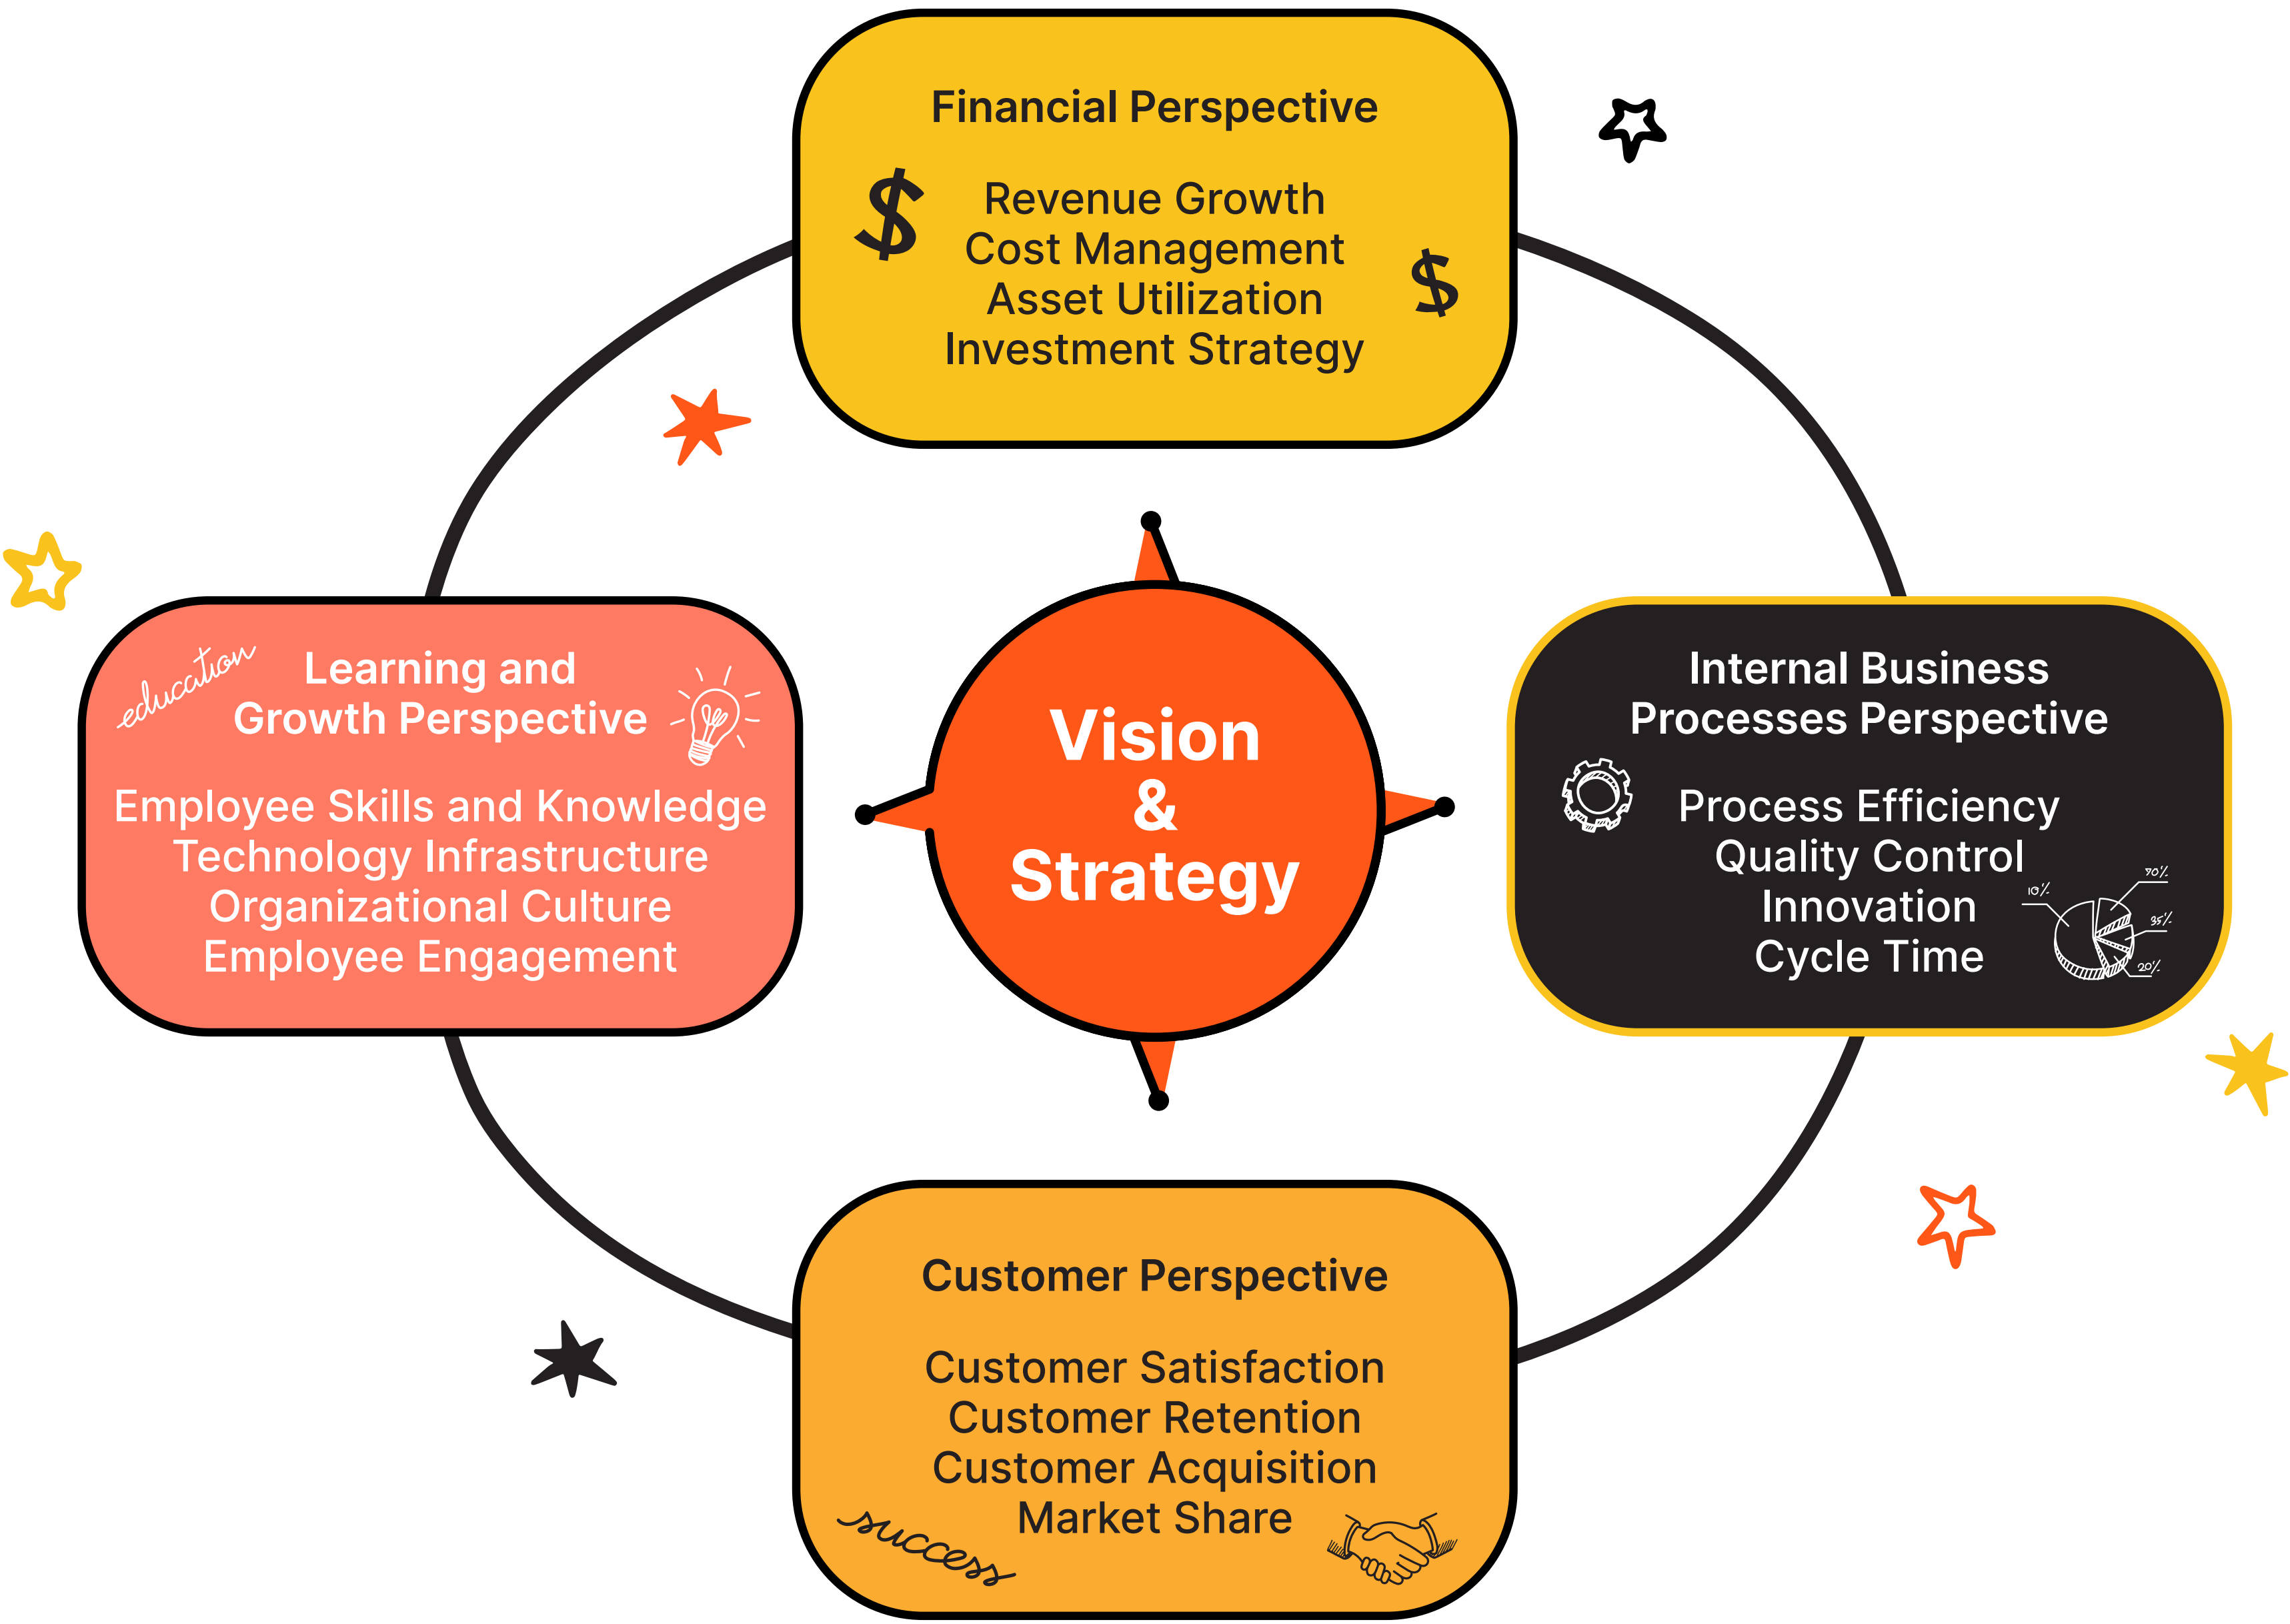 Financial Perspective
$
$
Revenue Growth
Cost Management
Asset Utilization
Investment Strategy
education
Learning and
Growth Perspective
Employee Skills and Knowledge
Technology Infrastructure
Organizational Culture
Employee Engagement
Vision
&
Strategy
Internal Business
Processes Perspective
Process Efficiency
Quality Control
Innovation
Cycle Time
10%
35%
20%
Customer Perspective
Customer Satisfaction
Customer Retention
Customer Acquisition
Market Share
success